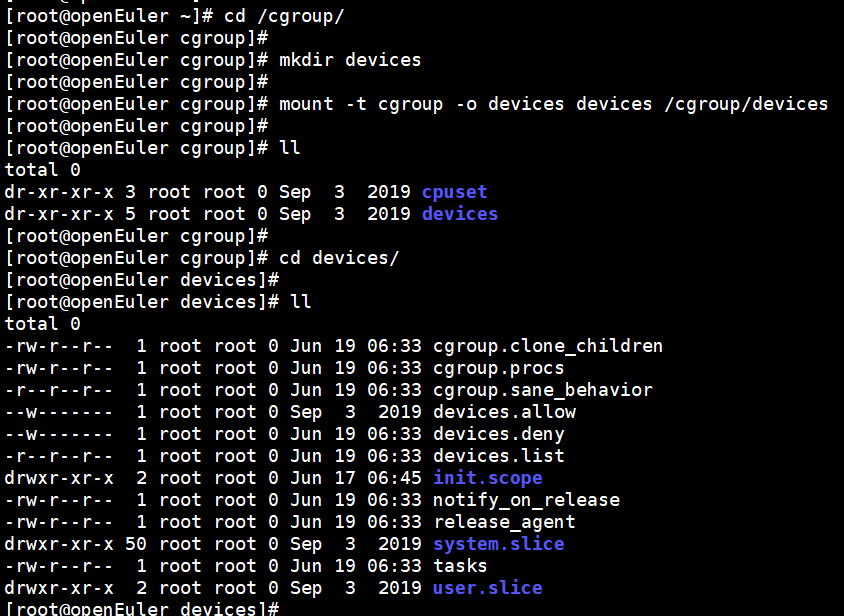 [root@openEuler ~]# cd /cgroup/
[root@openEuler cgroup]#
[root@openEuler cgroup]# mkdir devices
[root@openEuler cgroup]#
[root@openEuler cgroup]# mount -t cgroup -o devices devices /cgroup/devices
[root@openEuler cgroup]#
[root@openEuler cgroup]# ll
total 0
dr-xr-xr-x 3 root root 0 Sep  3  2019 cpuset
dr-xr-xr-x 5 root root 0 Sep  3  2019 devices
[root@openEuler cgroup]#
[root@openEuler cgroup]# cd devices/
[root@openEuler devices]#
[root@openEuler devices]# ll
total 0
-rw-r--r--  1 root root 0 Jun 19 06:33 cgroup.clone_children
-rw-r--r--  1 root root 0 Jun 19 06:33 cgroup.procs
-r--r--r--  1 root root 0 Jun 19 06:33 cgroup.sane_behavior
--w-------  1 root root 0 Sep  3  2019 devices.allow
--w-------  1 root root 0 Jun 19 06:33 devices.deny
-r--r--r--  1 root root 0 Jun 19 06:33 devices.list
drwxr-xr-x  2 root root 0 Jun 17 06:45 init.scope
-rw-r--r--  1 root root 0 Jun 19 06:33 notify_on_release
-rw-r--r--  1 root root 0 Jun 19 06:33 release_agent
drwxr-xr-x 50 root root 0 Sep  3  2019 system.slice
-rw-r--r--  1 root root 0 Jun 19 06:33 tasks
drwxr-xr-x  2 root root 0 Sep  3  2019 user.slice
[root@openEuler devices]#